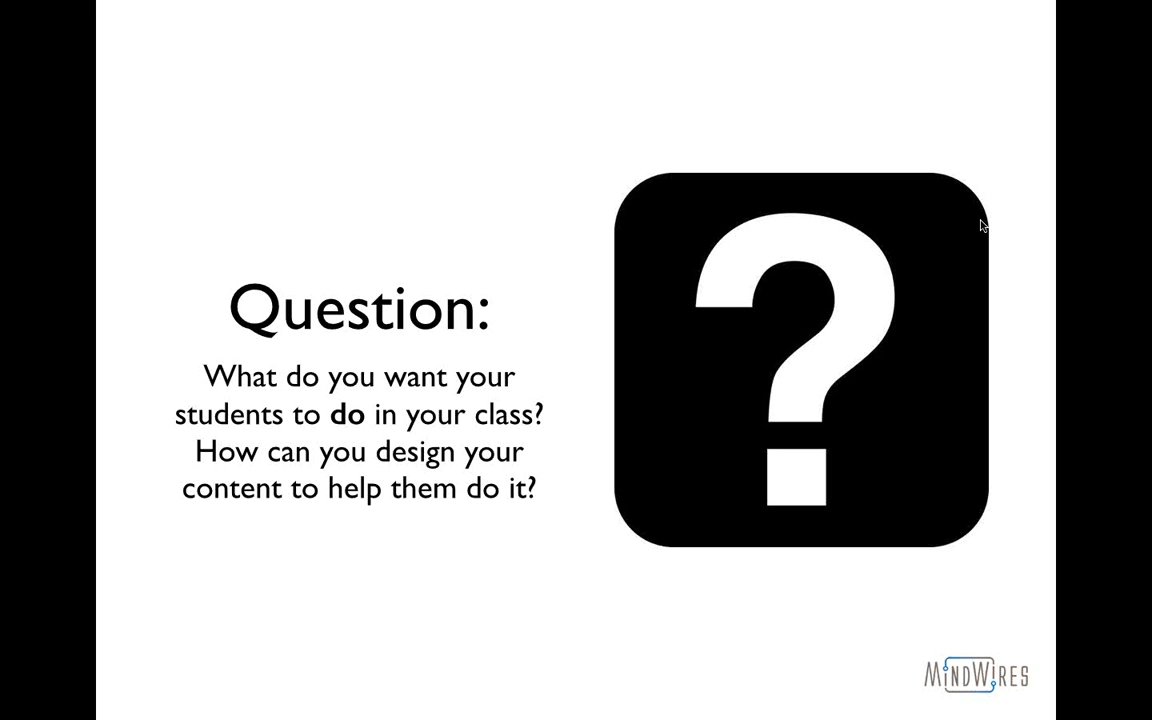 Question:
What do you want your
students to do in your class?
How can you design your
content to help them do it?
?
MINDWIRES